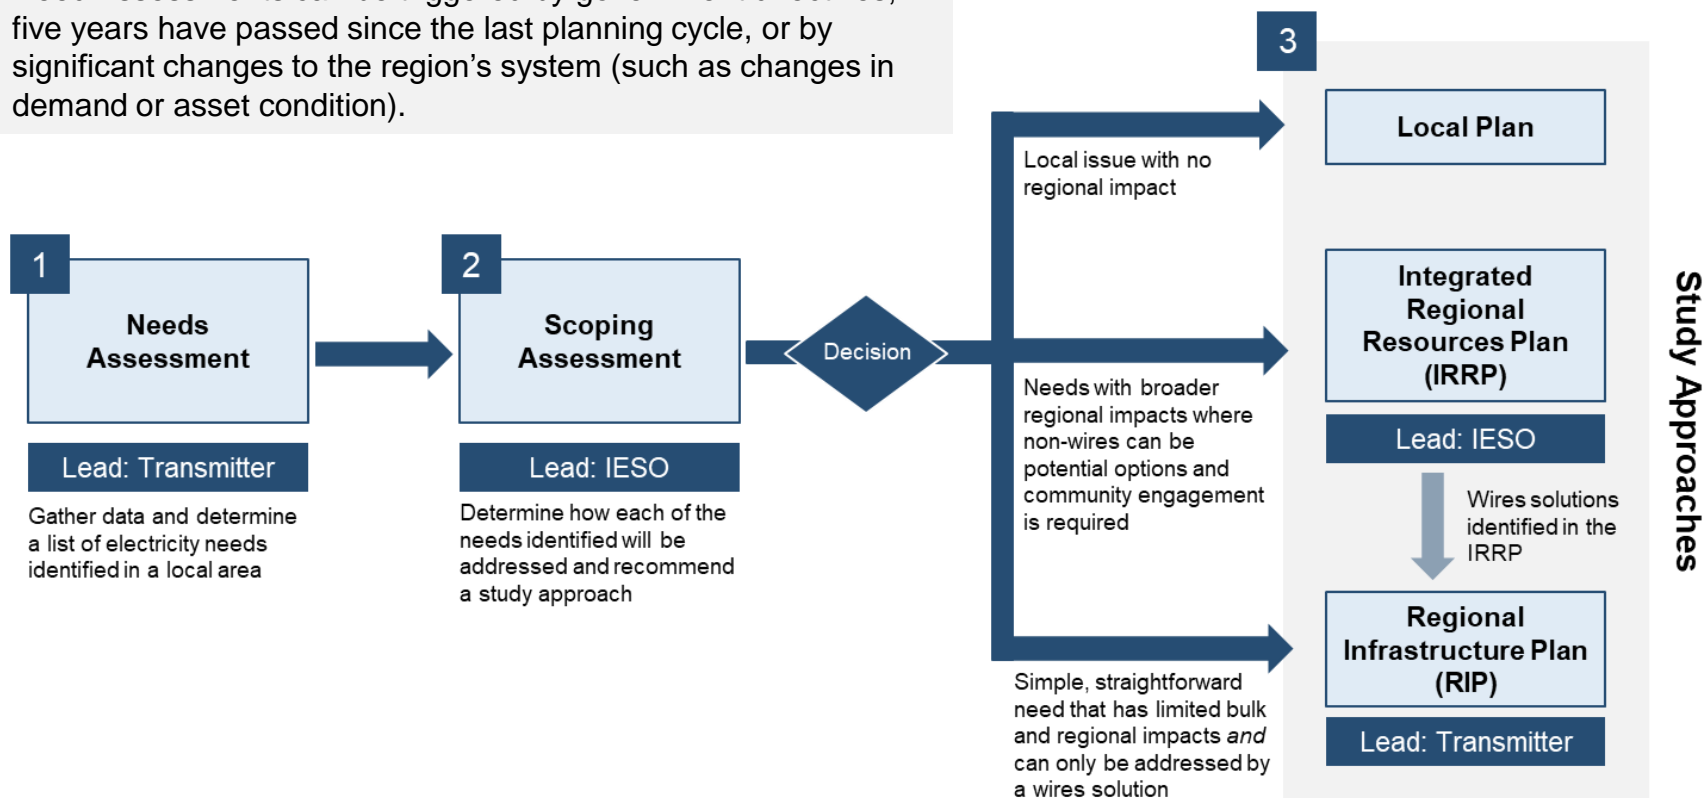 five years have passed since the last planning cycle, or by
significant changes to the region's system (such as changes in
demand or asset condition).
1
Needs
Assessment
Lead: Transmitter
Gather data and determine
a list of electricity needs
identified in a local area
2
Scoping
Assessment
Lead: IESO
Determine how each of the
needs identified will be
addressed and recommend
a study approach
Decision
Local issue with no
regional impact
Needs with broader
regional impacts where
non-wires can be
potential options and
community engagement
is required
Simple, straightforward
need that has limited bulk
and regional impacts and
can only be addressed by
a wires solution
3
Local Plan
Integrated
Regional
Resources Plan
(IRRP)
Lead: IESO
Wires solutions
identified in the
IRRP
Regional
Infrastructure Plan
(RIP)
Lead: Transmitter
Study Approaches